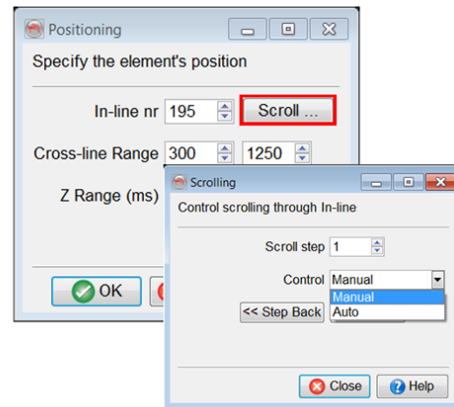 Positioning
Specify the element's position
In-line nr 195 Scroll ...
Cross-line Range 300 1250
Z Range (ms)
OK
Scrolling
Control scrolling through In-line
Scroll step 1
Control Manual
Manual
<< Step Back Auto
Close Help